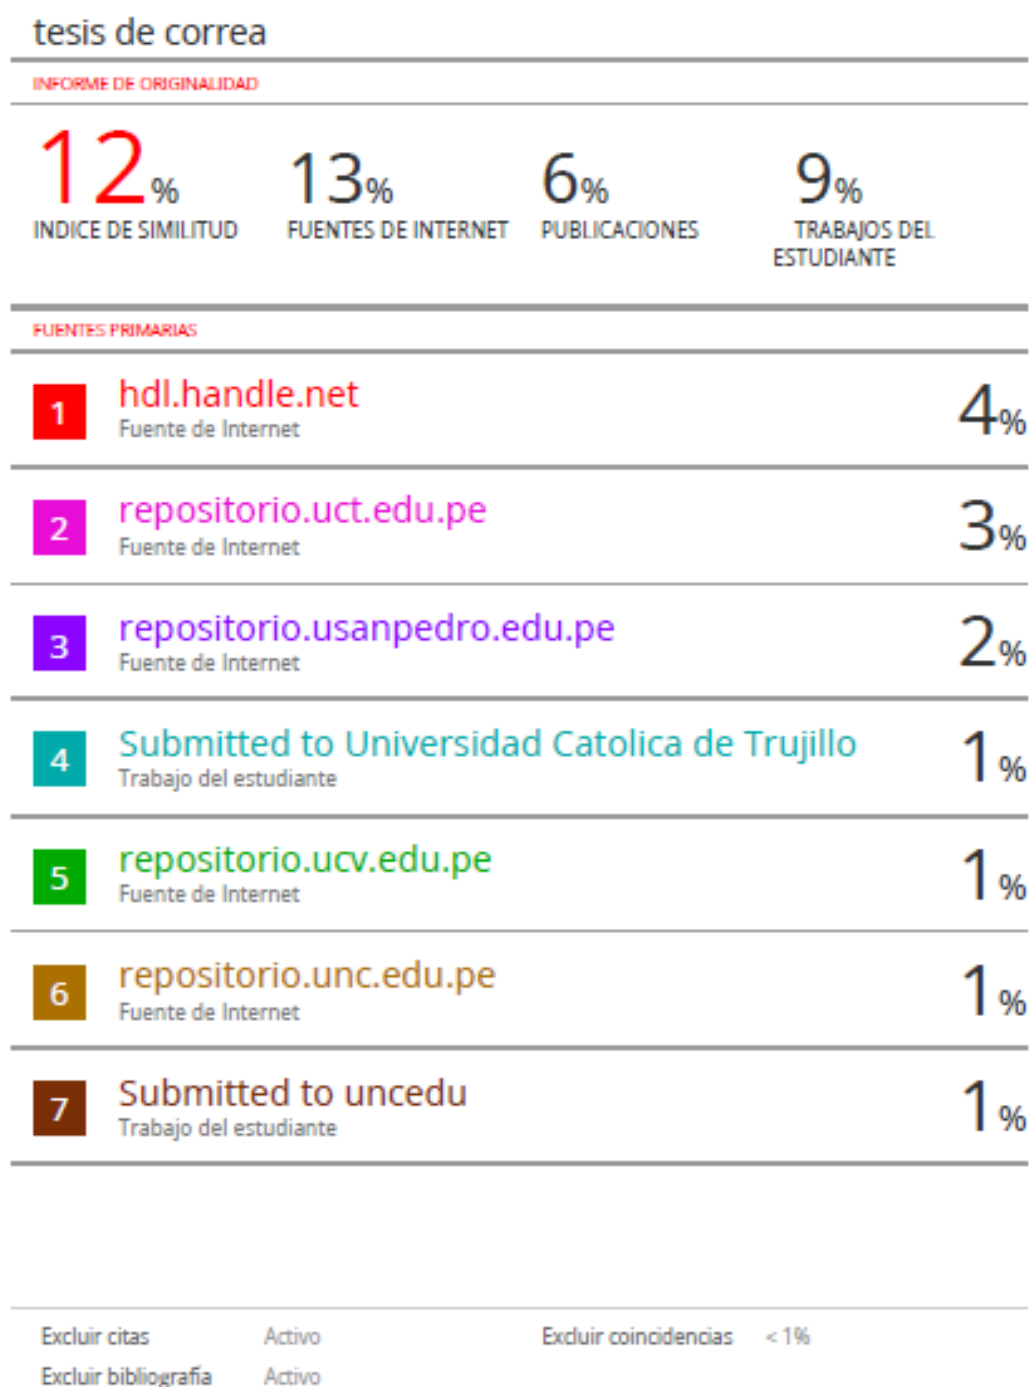 tesis de correa
INFORME DE ORIGINALIDAD
12% 13% 6% 9%
INDICE DE SIMILITUD FUENTES DE INTERNET PUBLICACIONES TRABAJOS DEL
ESTUDIANTE
FUENTES PRIMARIAS
1 hdl.handle.net 4%
Fuente de Internet
2 repositorio.uct.edu.pe 3%
Fuente de Internet
3 repositorio.usanpedro.edu.pe 2%
Fuente de Internet
4 Submitted to Universidad Catolica de Trujillo 1%
Trabajo del estudiante
5 repositorio.ucv.edu.pe 1%
Fuente de Internet
6 repositorio.unc.edu.pe 1%
Fuente de Internet
7 Submitted to uncedu 1%
Trabajo del estudiante
Excluir citas Activo Excluir coincidencias < 1%
Excluir bibliografía Activo